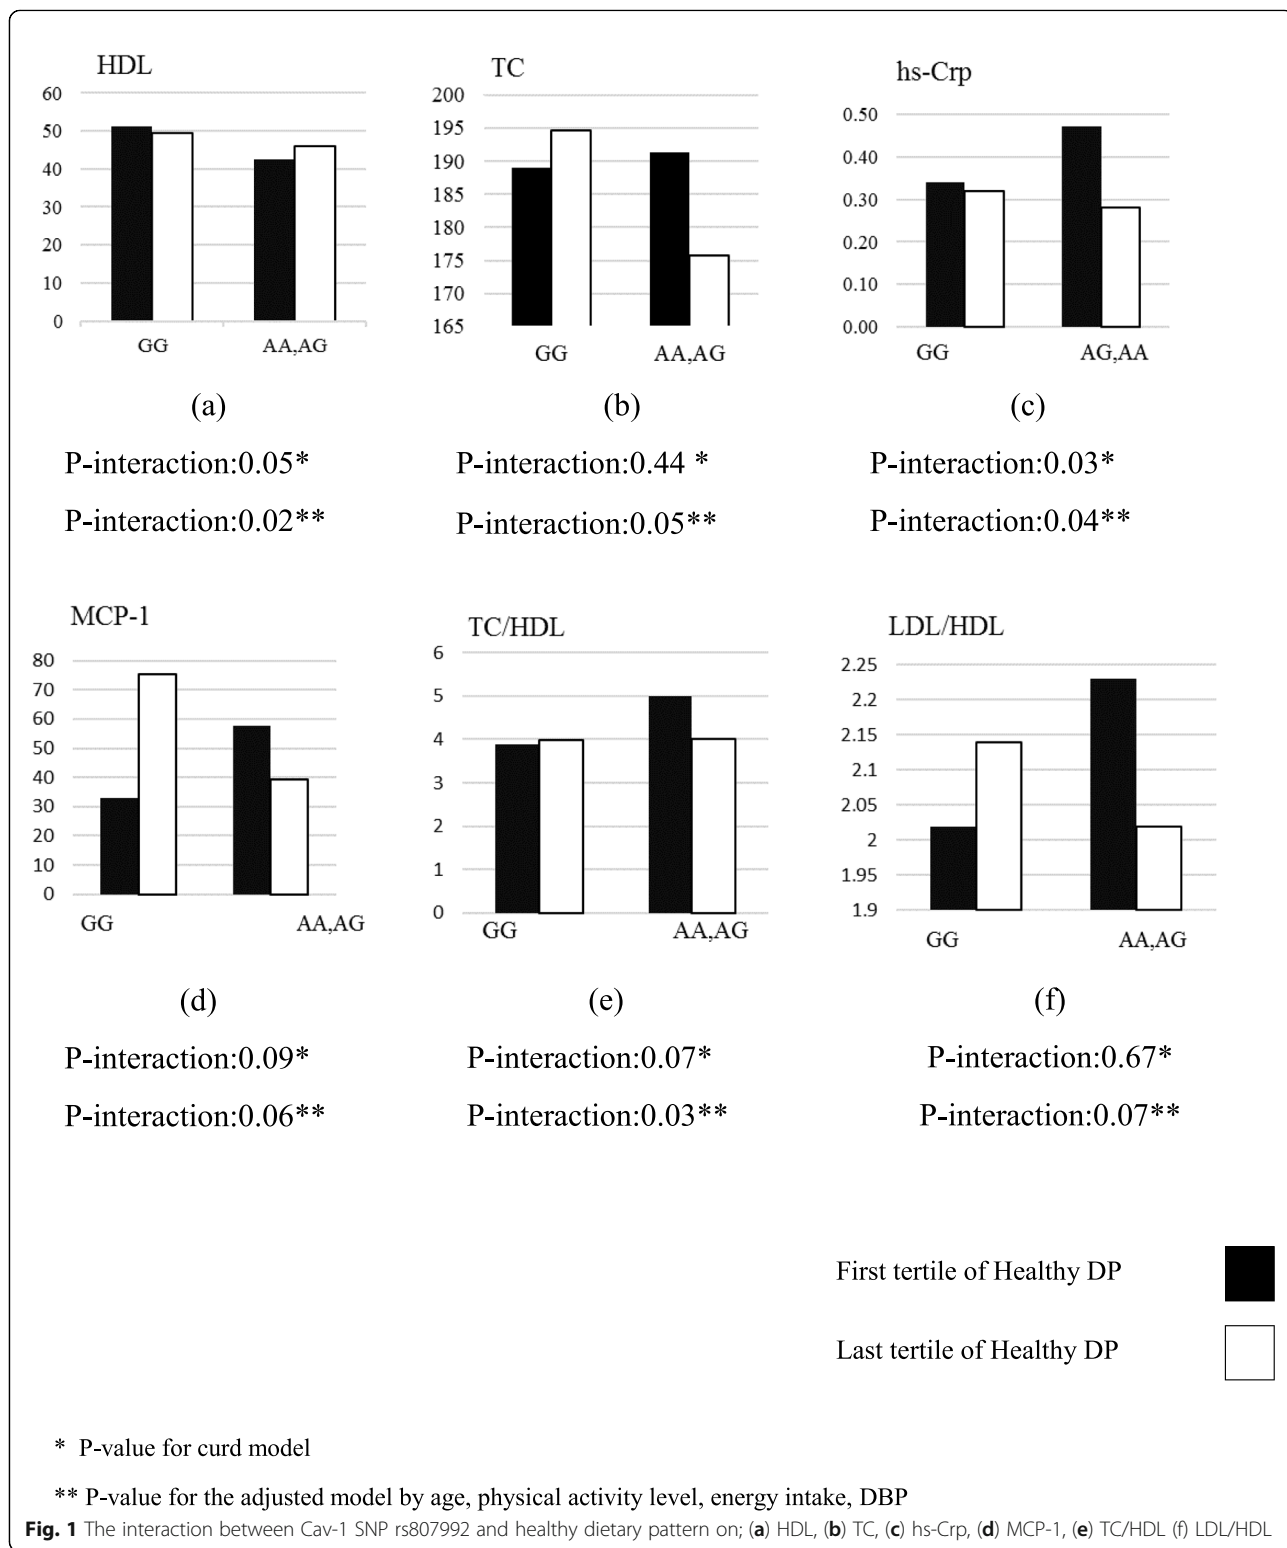 HDL
60
50
40
30
20
10
0
GG AA,AG
(a)
P-interaction:0.05*
P-interaction:0.02**
TC
200
195
190
185
180
175
170
165
GG AA,AG
(b)
P-interaction:0.44 *
P-interaction:0.05**
hs-Crp
0.50
0.40
0.30
0.20
0.10
0.00
GG AG,AA
(c)
P-interaction:0.03*
P-interaction:0.04**
MCP-1
80
70
60
50
40
30
20
10
0
GG AA,AG
(d)
P-interaction:0.09*
P-interaction:0.06**
TC/HDL
6
5
4
3
2
1
0
GG AA,AG
(e)
P-interaction:0.07*
P-interaction:0.03**
LDL/HDL
2.25
2.2
2.15
2.1
2.05
2
1.95
1.9
GG AA,AG
(f)
P-interaction:0.67*
P-interaction:0.07**
First tertile of Healthy DP
Last tertile of Healthy DP
* P-value for curd model
** P-value for the adjusted model by age, physical activity level, energy intake, DBP
Fig. 1 The interaction between Cav-1 SNP rs807992 and healthy dietary pattern on; (a) HDL, (b) TC, (c) hs-Crp, (d) MCP-1, (e) TC/HDL (f) LDL/HDL